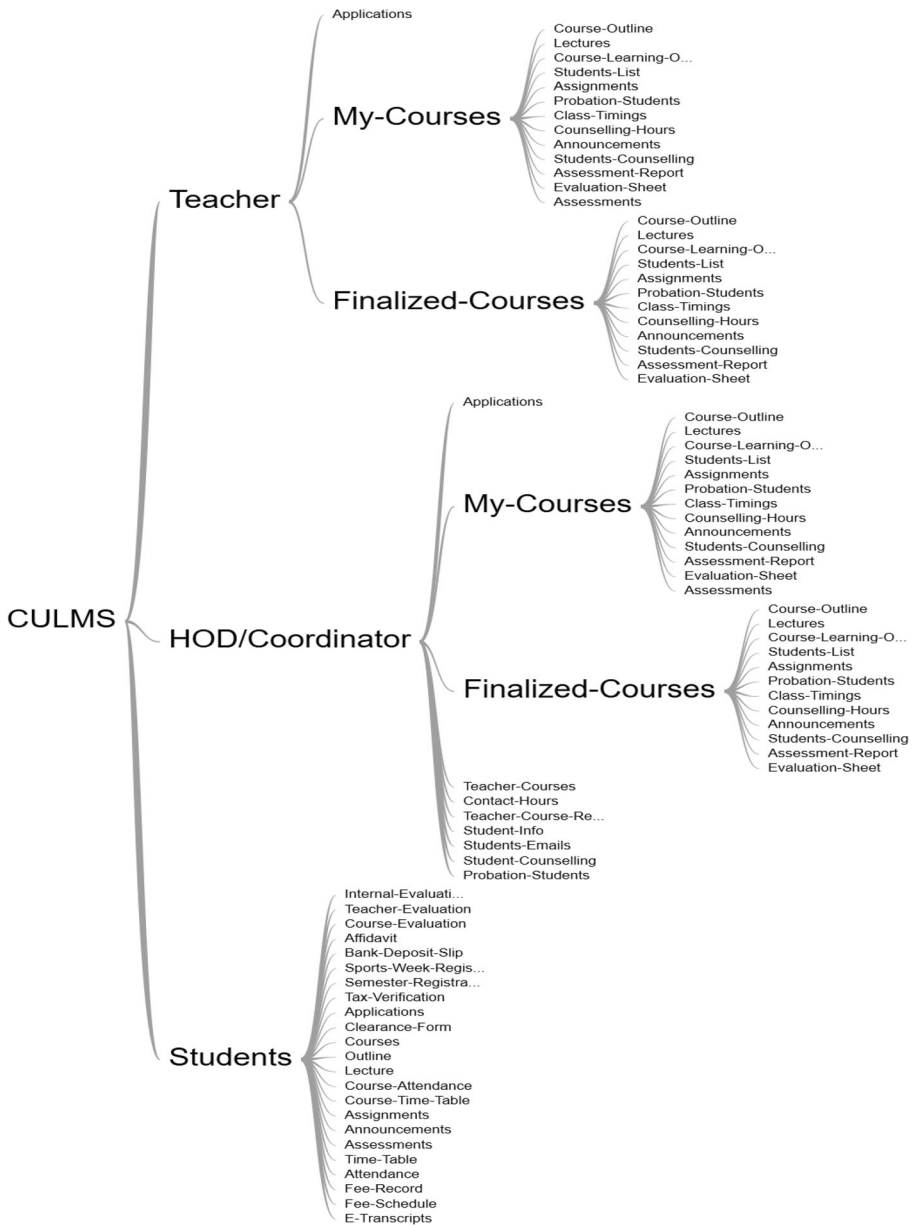 Applications
Course-Outline
Lectures
Course-Learning-O...
Students-List
Assignments
Probation-Students
My-Courses
Class-Timings
Counselling-Hours
Announcements
Students-Counselling
Assessment-Report
Evaluation-Sheet
Assessments
Teacher
Course-Outline
Lectures
Course-Learning-O...
Students-List
Assignments
Probation-Students
Finalized-Courses
Class-Timings
Counselling-Hours
Announcements
Students-Counselling
Assessment-Report
Evaluation-Sheet
Applications
Course-Outline
Lectures
Course-Learning-O...
Students-List
Assignments
Probation-Students
My-Courses
Class-Timings
Counselling-Hours
Announcements
Students-Counselling
Assessment-Report
Evaluation-Sheet
Assessments
CULMS
HOD/Coordinator
Course-Outline
Lectures
Course-Learning-O...
Students-List
Assignments
Probation-Students
Finalized-Courses
Class-Timings
Counselling-Hours
Announcements
Students-Counselling
Assessment-Report
Evaluation-Sheet
Teacher-Courses
Contact-Hours
Teacher-Course-Re...
Student-Info
Students-Emails
Student-Counselling
Probation-Students
Internal-Evaluati...
Teacher-Evaluation
Course-Evaluation
Affidavit
Bank-Deposit-Slip
Sports-Week-Regis...
Semester-Registra...
Tax-Verification
Applications
Clearance-Form
Courses
Students
Outline
Lecture
Course-Attendance
Course-Time-Table
Assignments
Announcements
Assessments
Time-Table
Attendance
Fee-Record
Fee-Schedule
E-Transcripts